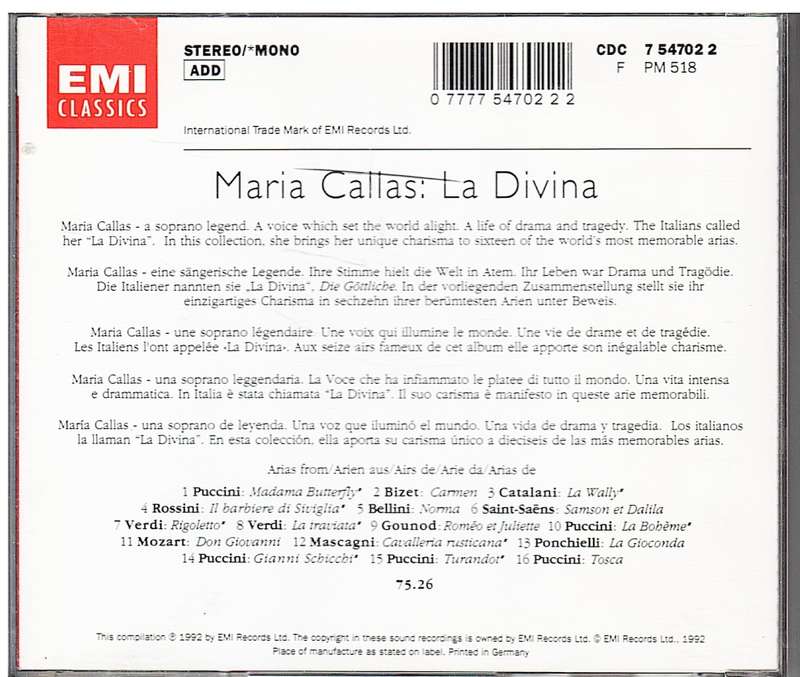 EMI
CLASSICS
STEREO/*MONO
ADD
0 7777 54702 2 2
CDC 7 54702 2
F PM 518
International Trade Mark of EMI Records Ltd.
Maria Callas: La Divina
Maria Callas - a soprano legend. A voice which set the world alight. A life of drama and tragedy. The Italians called
her "La Divina". In this collection, she brings her unique charisma to sixteen of the world's most memorable arias.
Maria Callas - eine sängerische Legende. Ihre Stimme hielt die Welt in Atem. Ihr Leben war Drama und Tragödie.
Die Italiener nannten sie „La Divina", Die Göttliche. In der vorliegenden Zusammenstellung stellt sie ihr
einzigartiges Charisma in sechzehn ihrer berümtesten Arien unter Beweis.
Maria Callas - une soprano légendaire. Une voix qui illumine le monde. Une vie de drame et de tragédie.
Les Italiens l'ont appelée «La Divina». Aux seize airs fameux de cet album elle apporte son inégalable charisme.
Maria Callas - una soprano leggendaria. La Voce che ha infiammato le platee di tutto il mondo. Una vita intensa
e drammatica. In Italia è stata chiamata "La Divina". Il suo carisma è manifesto in queste arie memorabili.
María Callas - una soprano de leyenda. Una voz que iluminó el mundo. Una vida de drama y tragedia. Los italianos
la llaman "La Divina". En esta colección, ella aporta su carisma único a dieciseis de las más memorables arias.
Arias from/Arien aus/Airs de/Arie da/Arias de
1 Puccini: Madama Butterfly* 2 Bizet: Carmen 3 Catalani: La Wally*
4 Rossini: Il barbiere di Siviglia* 5 Bellini: Norma 6 Saint-Saëns: Samson et Dalila
7 Verdi: Rigoletto* 8 Verdi: La traviata* 9 Gounod: Roméo et Juliette 10 Puccini: La Bohème*
11 Mozart: Don Giovanni 12 Mascagni: Cavalleria rusticana* 13 Ponchielli: La Gioconda
14 Puccini: Gianni Schicchi* 15 Puccini: Turandot* 16 Puccini: Tosca
75.26
This compilation ℗ 1992 by EMI Records Ltd. The copyright in these sound recordings is owned by EMI Records Ltd. © EMI Records Ltd., 1992
Place of manufacture as stated on label. Printed in Germany